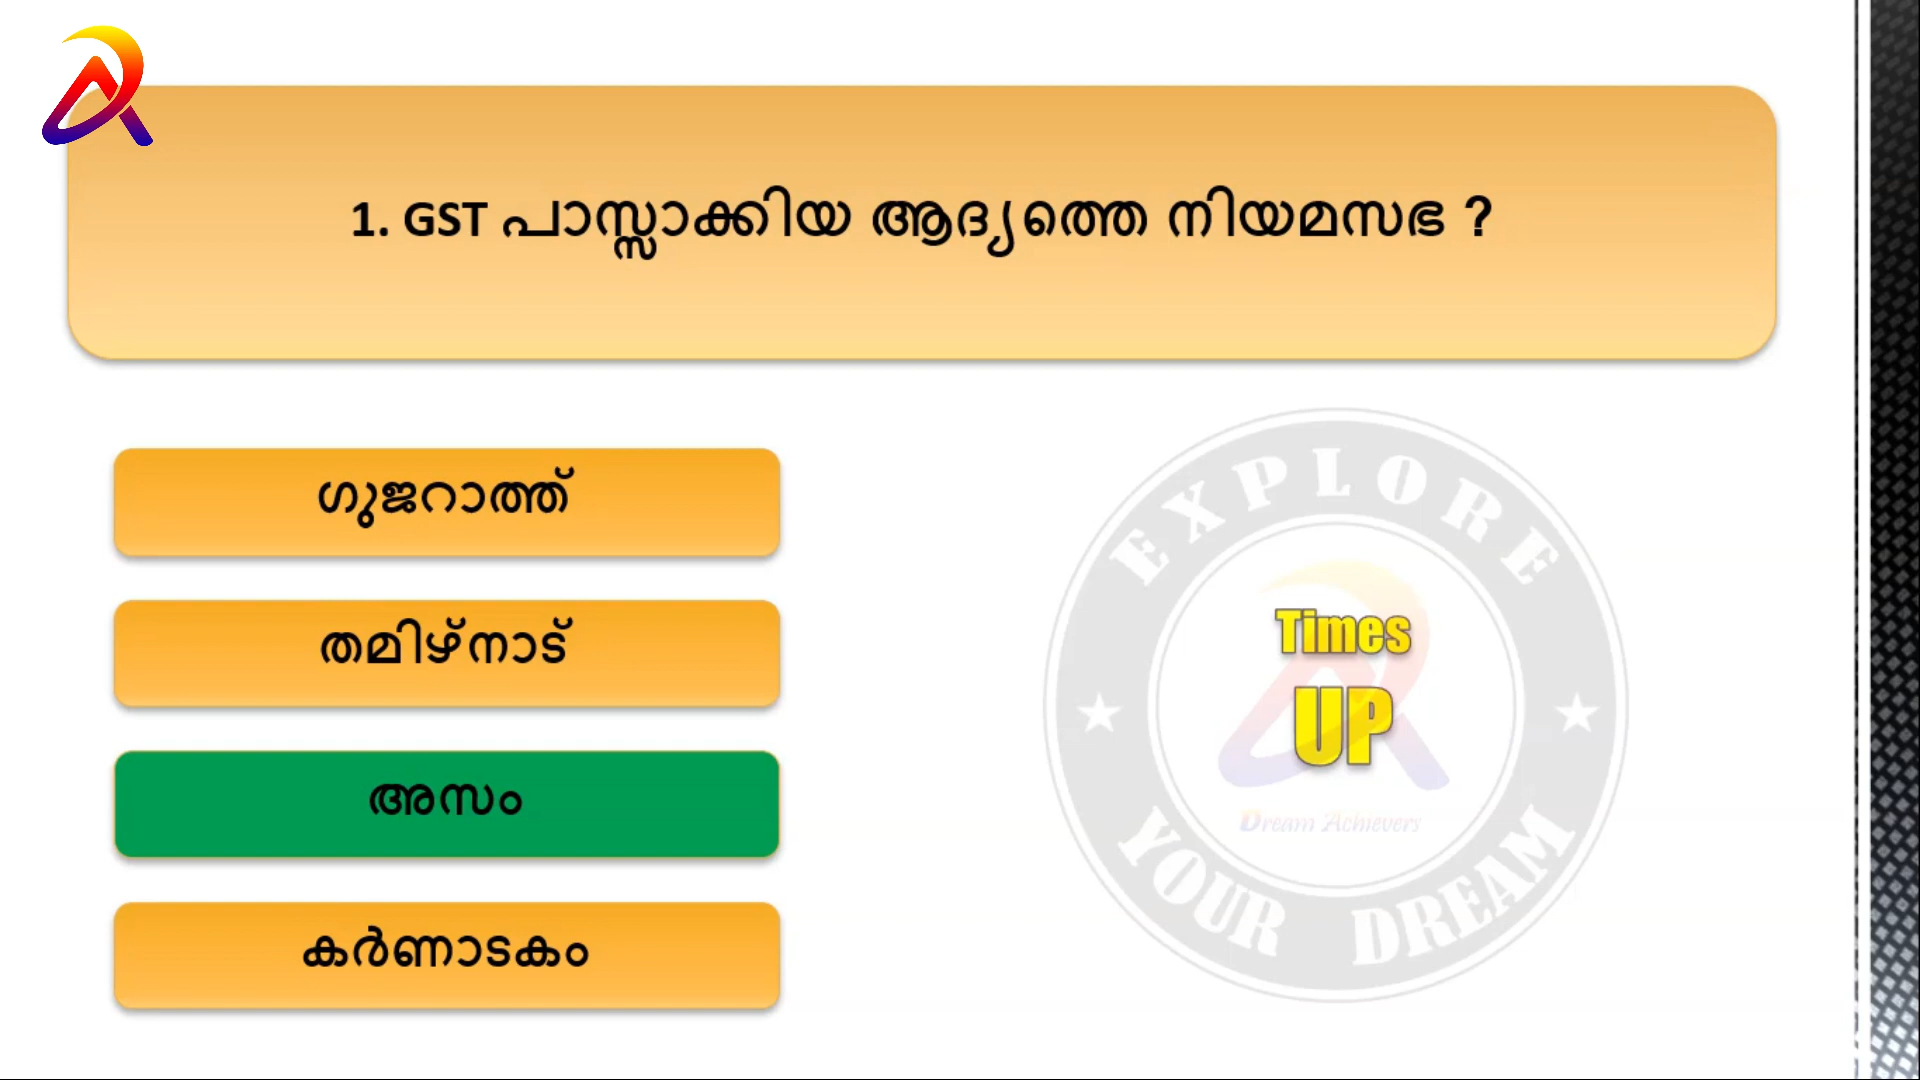 1. GST പാസ്സാക്കിയ ആദ്യത്തെ നിയമസഭ ?
ഗുജറാത്ത്
തമിഴ്നാട്
അസം
കർണാടകം
EXPLORE
Times
UP
Dream Achievers
YOUR DREAM